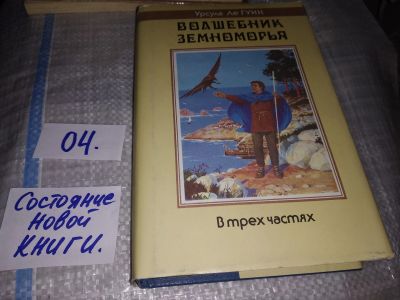 Урсула Ле ГУИН
ВОЛШЕБНИК
ЗЕМНОМОРЬЯ
В трех частях
04.
Состояние
новой
КНИГИ.